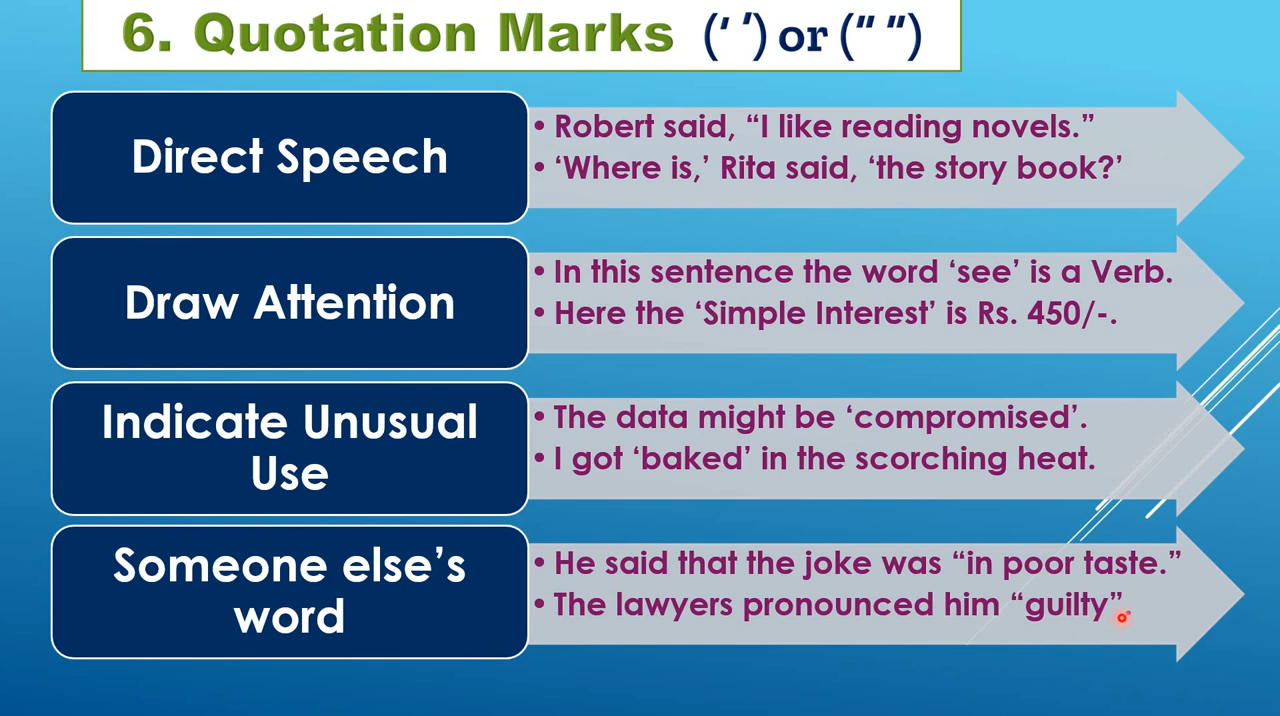 6. Quotation Marks (‘ ’) or (“ ”)
Direct Speech
• Robert said, “I like reading novels.”
• ‘Where is,’ Rita said, ‘the story book?’
Draw Attention
• In this sentence the word ‘see’ is a Verb.
• Here the ‘Simple Interest’ is Rs. 450/-.
Indicate Unusual
Use
• The data might be ‘compromised’.
• I got ‘baked’ in the scorching heat.
Someone else’s
word
• He said that the joke was “in poor taste.”
• The lawyers pronounced him “guilty”.